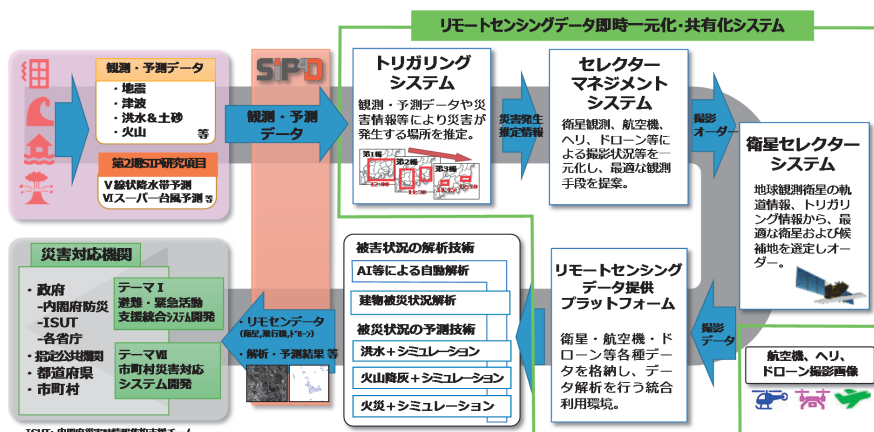 リモートセンシングデータ即時一元化・共有化システム
観測・予測データ
・地震
・津波
・洪水&土砂
・火山 等
第2期SIP研究項目
Ⅴ線状降水帯予測
Ⅵスーパー台風予測 等
観測・予測
データ
SIP4D
トリガリング
システム
観測・予測データや災
害情報等により災害が
発生する場所を推定。
第1報
第2報
第3報
12:00
11:30
災害発生
推定情報
セレクター
マネジメント
システム
衛星観測、航空機、
ヘリ、ドローン等に
よる撮影状況等を一
元化し、最適な観測
手段を提案。
撮影
オーダー
衛星セレクター
システム
地球観測衛星の軌
道情報、トリガリ
ング情報から、最
適な衛星および候
補地を選定しオー
ダー。
撮影
データ
航空機、ヘリ、
ドローン撮影画像
リモートセンシング
データ提供
プラットフォーム
衛星・航空機・ド
ローン等各種デー
タを格納し、デー
タ解析を行う統合
利用環境。
被害状況の解析技術
AI等による自動解析
建物被災状況解析
被災状況の予測技術
洪水+シミュレーション
火山降灰+シミュレーション
火災+シミュレーション
・リモセンデータ
(衛星,飛行機,ドローン)
・解析・予測結果 等
災害対応機関
・政府
-内閣府防災
-ISUT
-各省庁
・指定公共機関
・都道府県
・市町村
テーマⅠ
避難・緊急活動
支援統合システム開発
テーマⅦ
市町村災害対応
システム開発